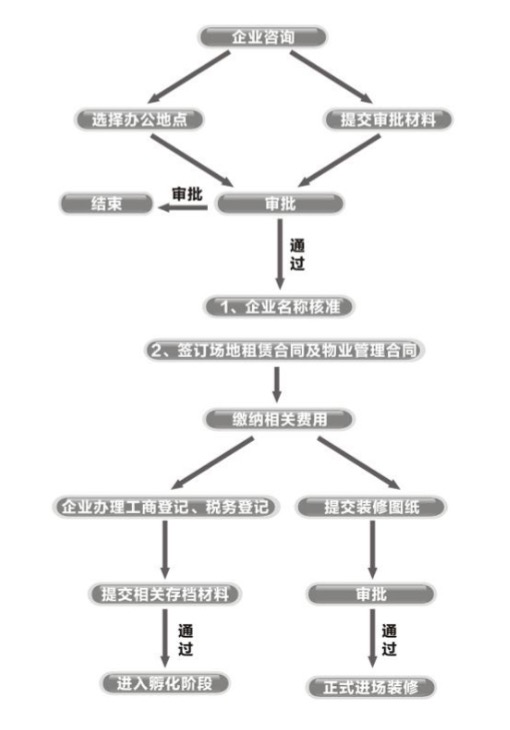 企业咨询
选择办公地点
提交审批材料
结束
审批
审批
通过
1、企业名称核准
2、签订场地租赁合同及物业管理合同
缴纳相关费用
企业办理工商登记、税务登记
提交装修图纸
提交相关存档材料
审批
通过
通过
进入孵化阶段
正式进场装修